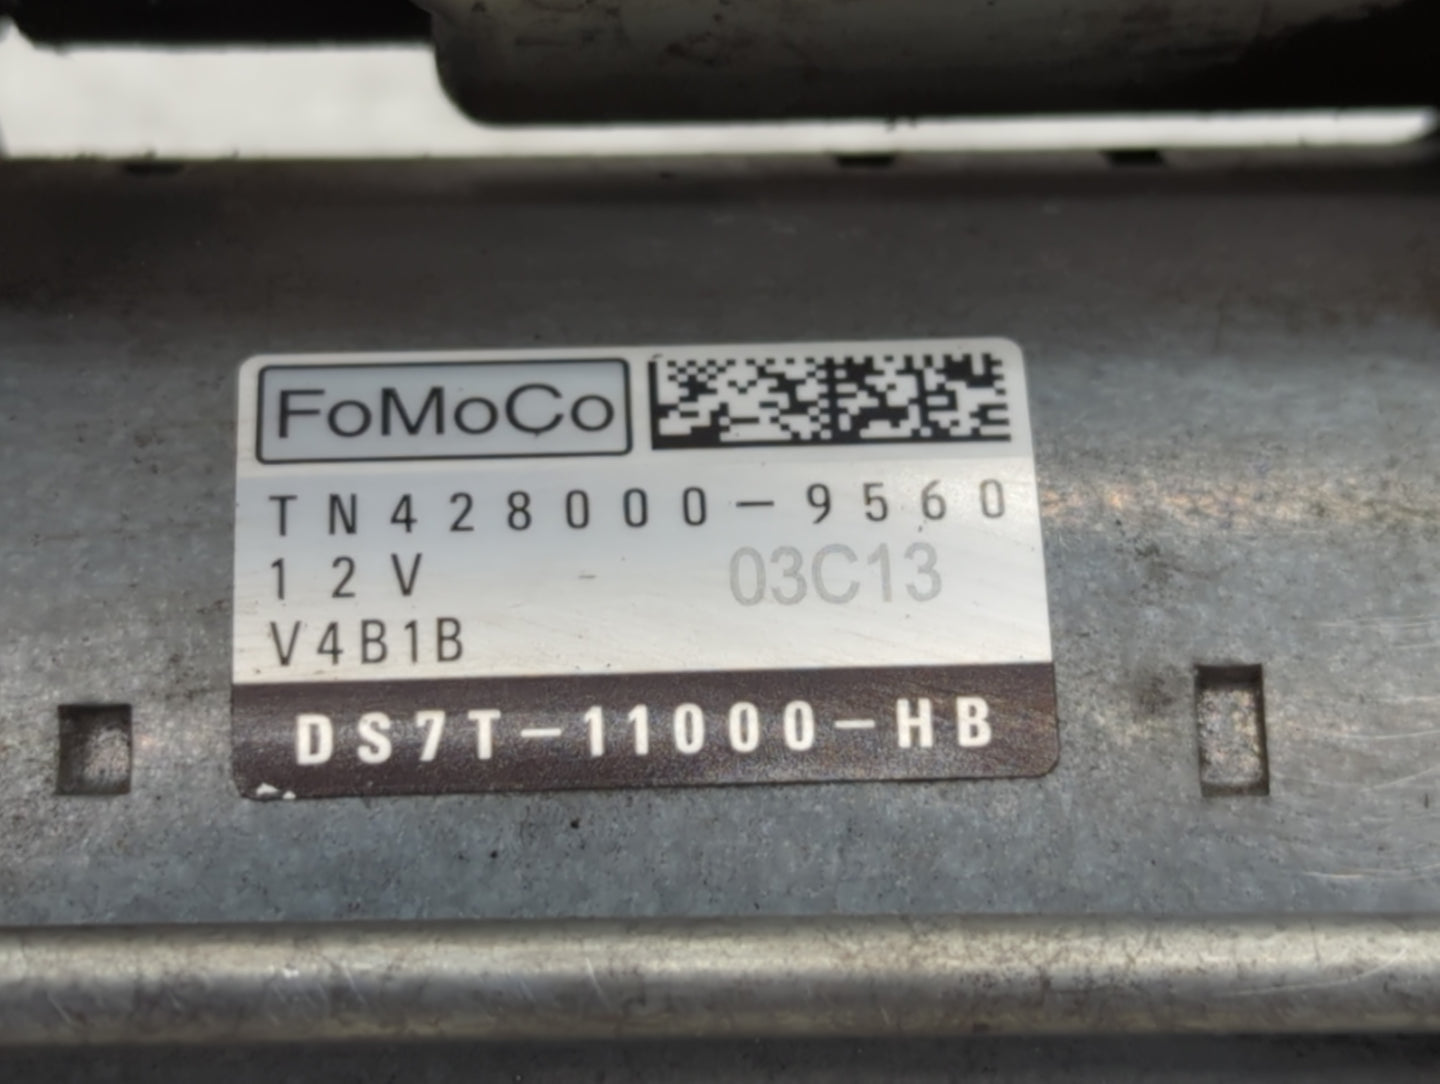 FoMoCo
TN428000-9560
12V - 03C13
V4B1B
DS7T-11000-HB